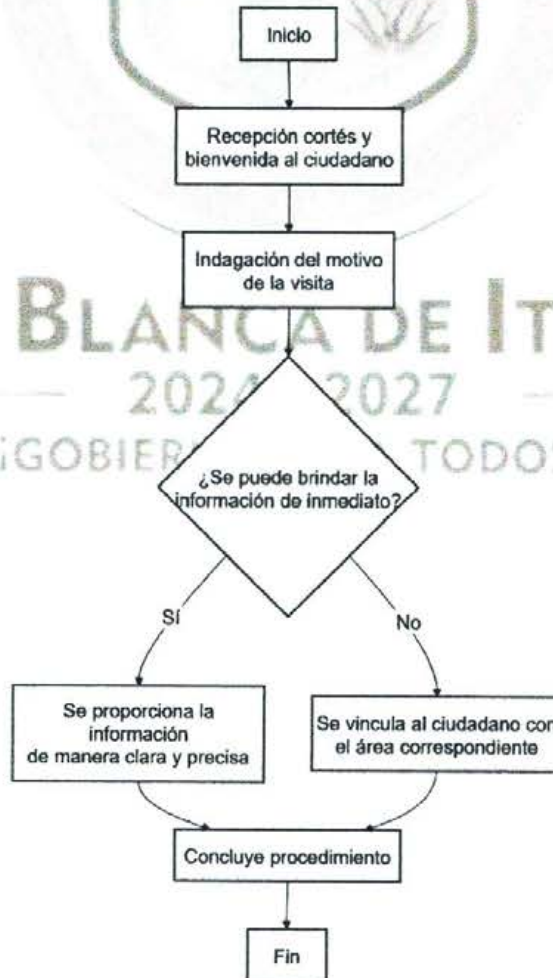 Inicio
Recepción cortés y
bienvenida al ciudadano
Indagación del motivo
de la visita
BLANCA DE IT
2024 2027
¡GOBIER TODOS
¿Se puede brindar la
información de inmediato?
Sí
No
Se proporciona la
información
de manera clara y precisa
Se vincula al ciudadano con
el área correspondiente
Concluye procedimiento
Fin